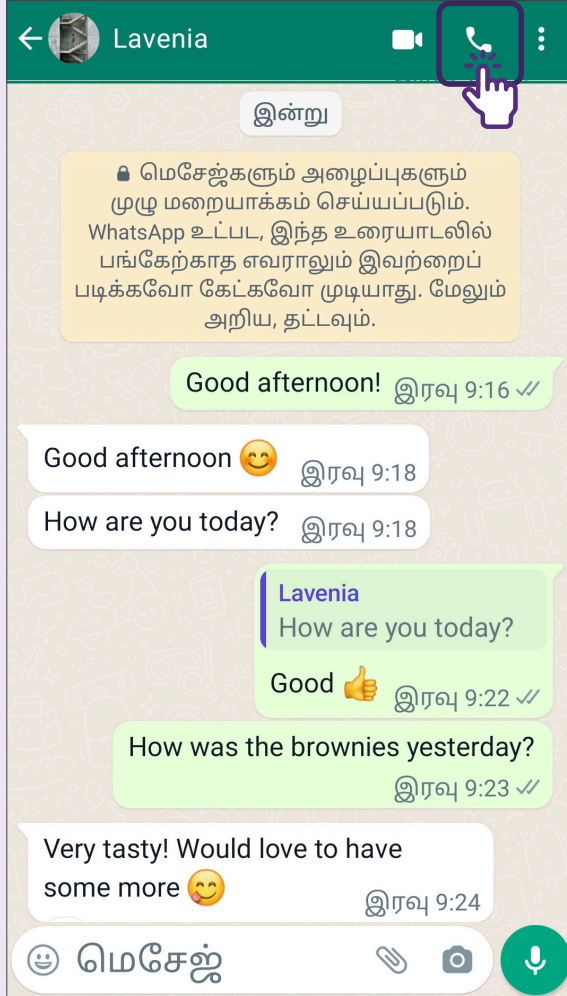 Lavenia
இன்று
மெசேஜ்களும் அழைப்புகளும்
முழு மறையாக்கம் செய்யப்படும்.
WhatsApp உட்பட, இந்த உரையாடலில்
பங்கேற்காத எவராலும் இவற்றைப்
படிக்கவோ கேட்கவோ முடியாது. மேலும்
அறிய, தட்டவும்.
Good afternoon! இரவு 9:16
Good afternoon 😊 இரவு 9:18
How are you today? இரவு 9:18
Lavenia
How are you today?
Good 👍 இரவு 9:22
How was the brownies yesterday?
இரவு 9:23
Very tasty! Would love to have
some more 😋 இரவு 9:24
மெசேஜ்